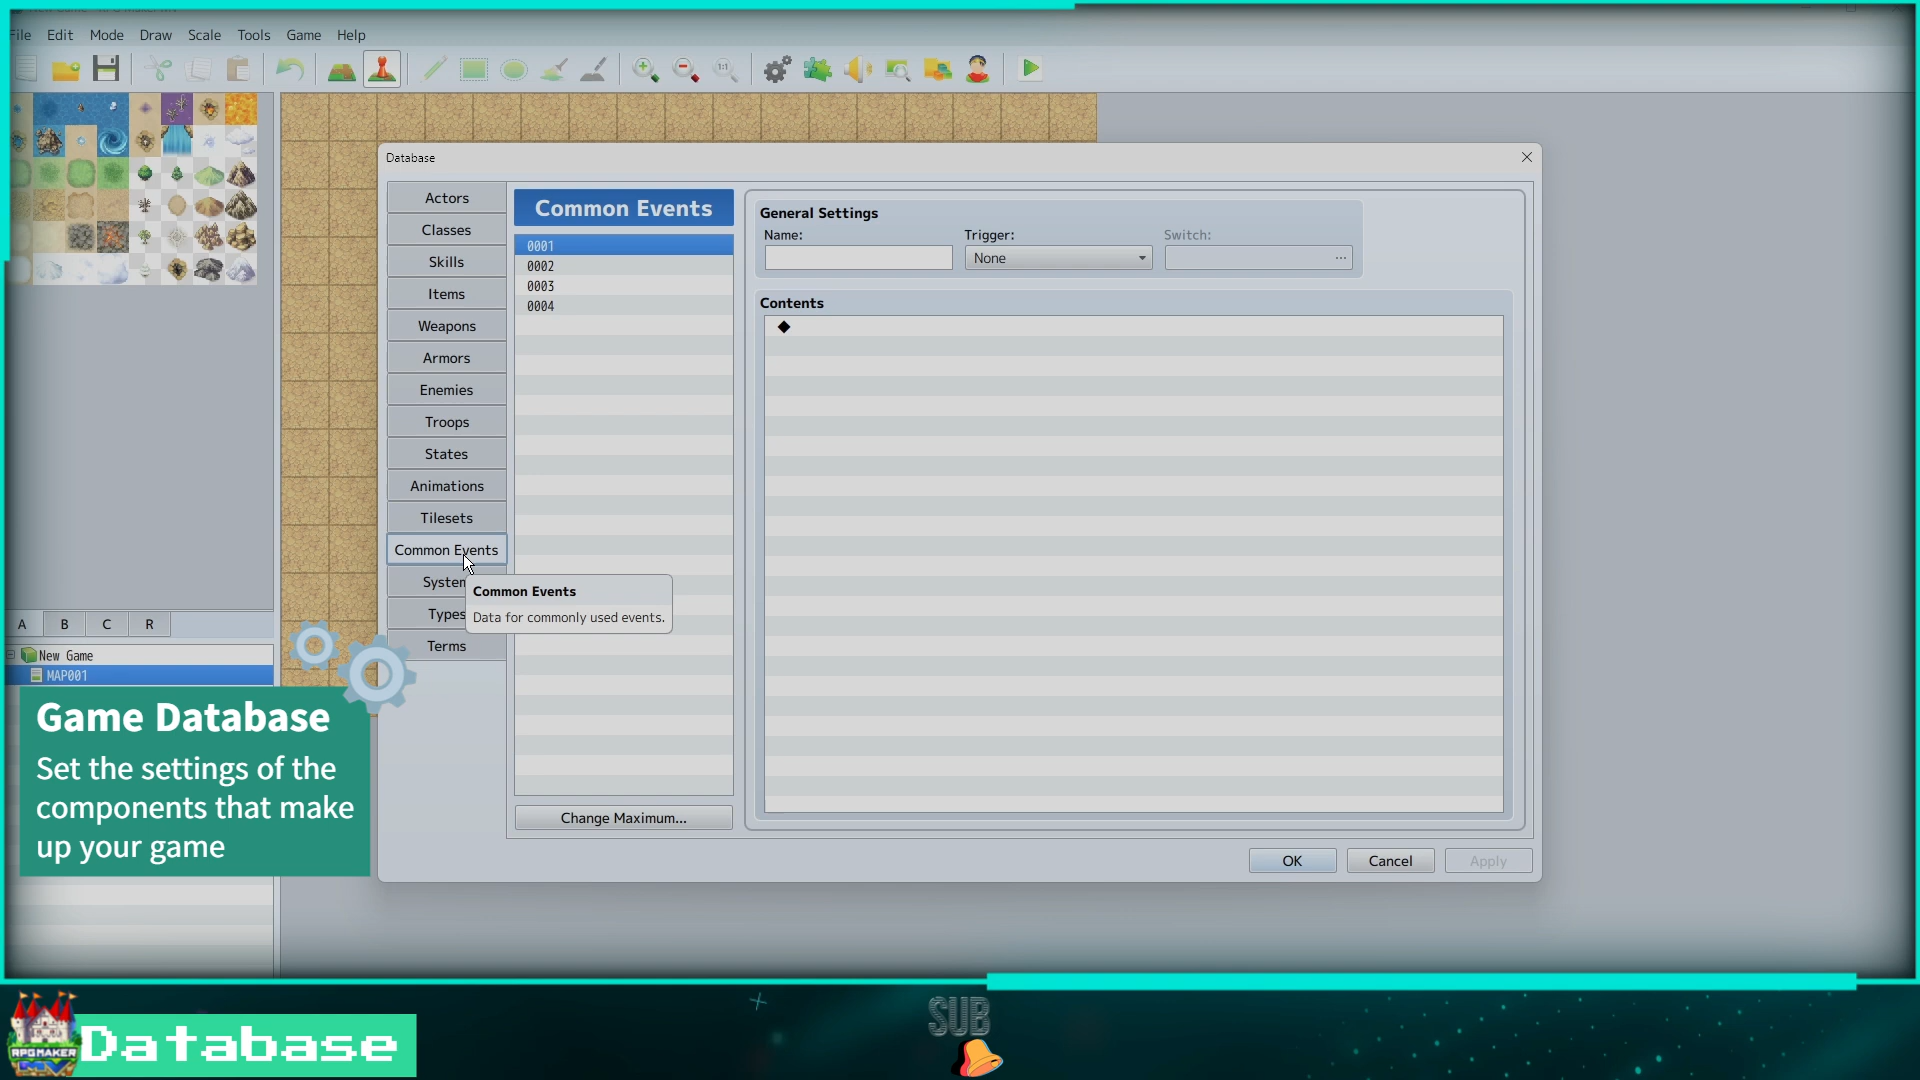 File Edit Mode Draw Scale Tools Game Help
1:1
Database
Actors
Classes
Skills
Items
Weapons
Armors
Enemies
Troops
States
Animations
Tilesets
Common Events
System
Types
Terms
Common Events
Data for commonly used events.
Common Events
0001
0002
0003
0004
Change Maximum...
General Settings
Name: Trigger: Switch:
None ...
Contents
OK Cancel Apply
A B C R
New Game
MAP001
Game Database
Set the settings of the
components that make
up your game
RPG MAKER
Database
SUB